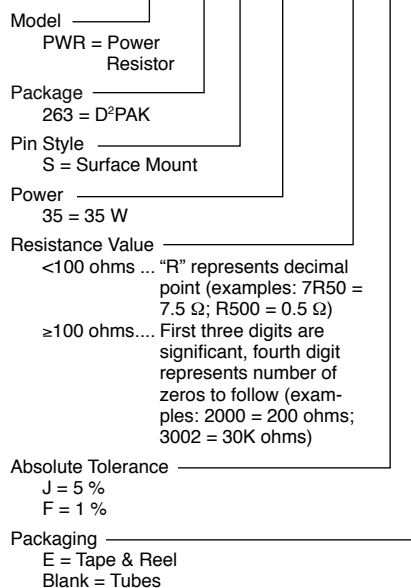 Model
PWR = Power
Resistor
Package
263 = D²PAK
Pin Style
S = Surface Mount
Power
35 = 35 W
Resistance Value
<100 ohms ... “R” represents decimal
point (examples: 7R50 =
7.5 Ω; R500 = 0.5 Ω)
≥100 ohms.... First three digits are
significant, fourth digit
represents number of
zeros to follow (exam-
ples: 2000 = 200 ohms;
3002 = 30K ohms)
Absolute Tolerance
J = 5 %
F = 1 %
Packaging
E = Tape & Reel
Blank = Tubes